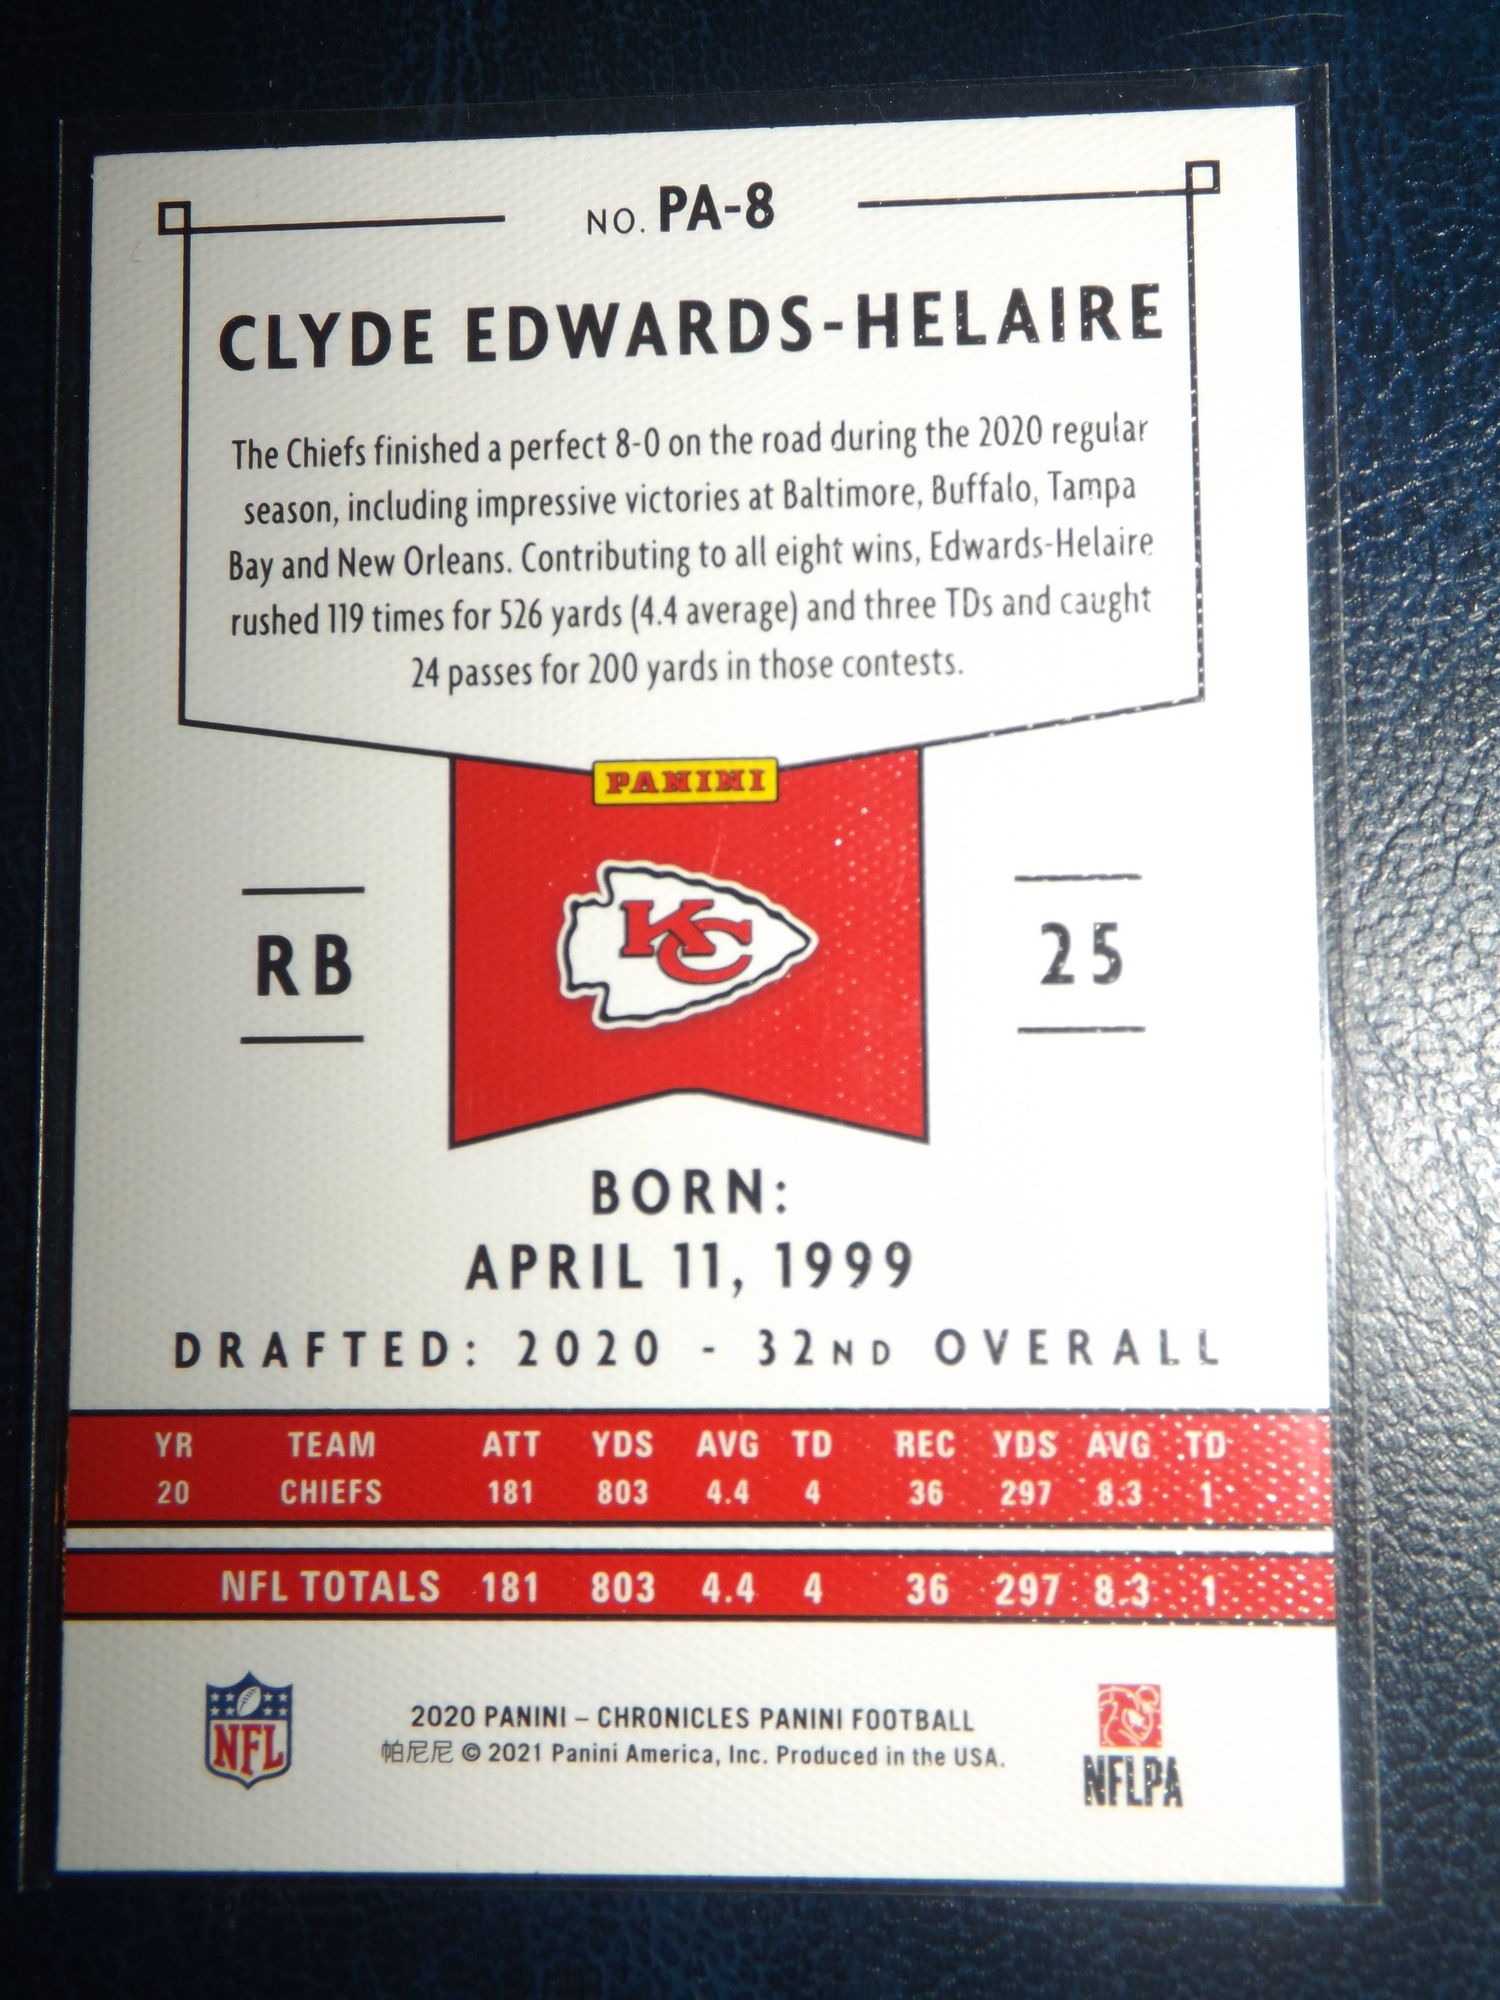 NO. PA-8
CLYDE EDWARDS-HELAIRE
The Chiefs finished a perfect 8-0 on the road during the 2020 regular
season, including impressive victories at Baltimore, Buffalo, Tampa
Bay and New Orleans. Contributing to all eight wins, Edwards-Helaire
rushed 119 times for 526 yards (4.4 average) and three TDs and caught
24 passes for 200 yards in those contests.
PANINI
RB
KC
25
BORN:
APRIL 11, 1999
DRAFTED: 2020 - 32ND OVERALL
YR TEAM ATT YDS AVG TD REC YDS AVG TD
20 CHIEFS 181 803 4.4 4 36 297 8.3 1
NFL TOTALS 181 803 4.4 4 36 297 8.3 1
NFL
2020 PANINI – CHRONICLES PANINI FOOTBALL
帕尼尼 © 2021 Panini America, Inc. Produced in the USA.
NFLPA